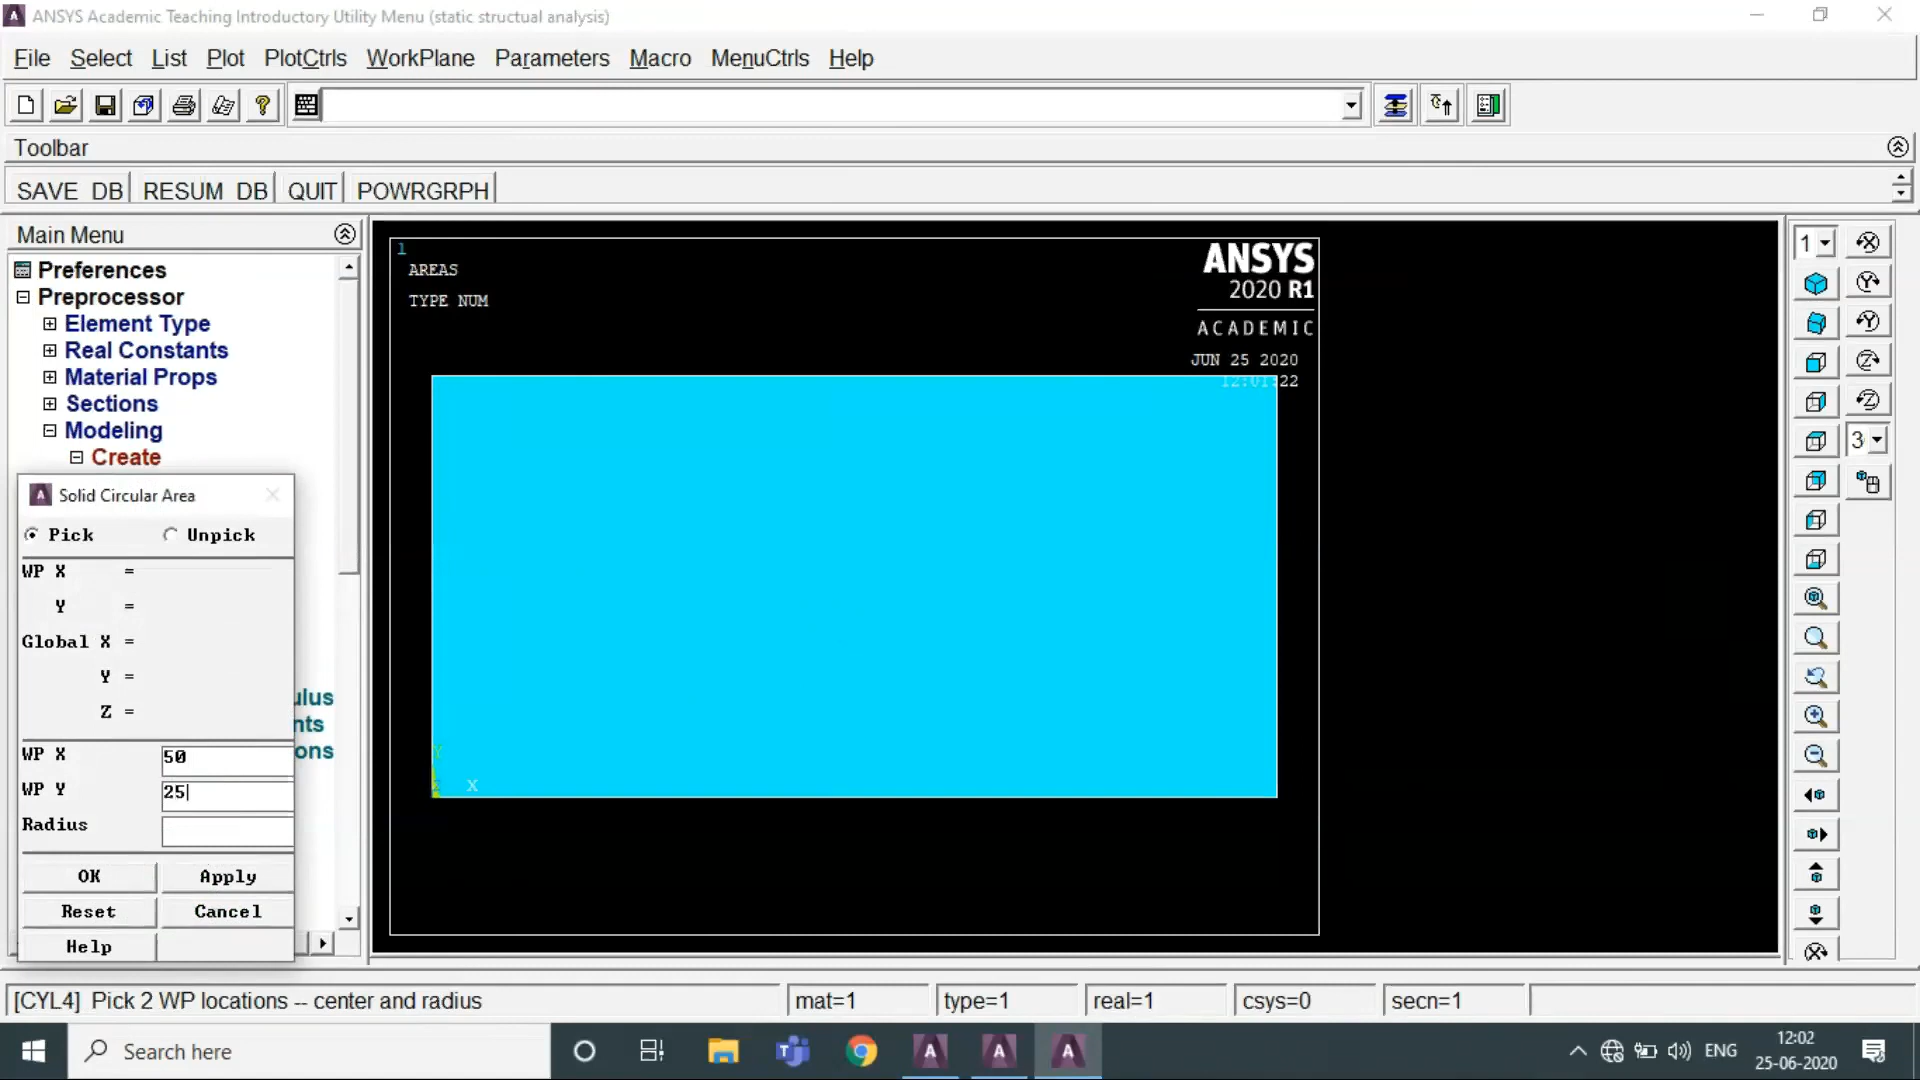 ANSYS Academic Teaching Introductory Utility Menu (static structual analysis)
File Select List Plot PlotCtrls WorkPlane Parameters Macro MenuCtrls Help
Toolbar
SAVE_DB RESUM_DB QUIT POWRGRPH
Main Menu
Preferences
Preprocessor
Element Type
Real Constants
Material Props
Sections
Modeling
Create
Solid Circular Area
Pick Unpick
WP X =
Y =
Global X =
Y =
Z =
ulus
nts
ons
WP X 50
WP Y 25
Radius
OK Apply
Reset Cancel
Help
1
AREAS
TYPE NUM
ANSYS
2020 R1
ACADEMIC
JUN 25 2020
12:01:22
Y
Z X
1
3
[CYL4] Pick 2 WP locations -- center and radius
mat=1 type=1 real=1 csys=0 secn=1
Search here
ENG
12:02
25-06-2020